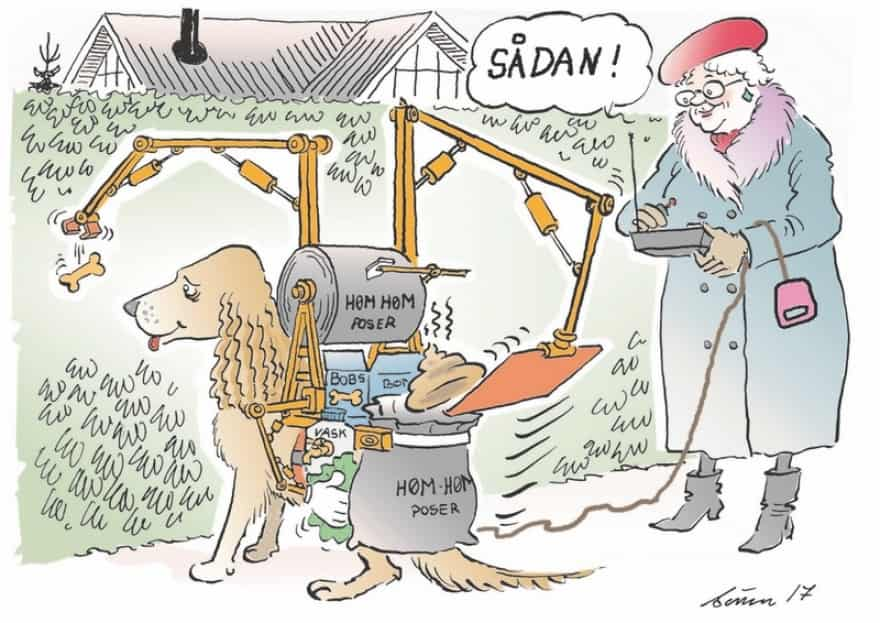 SÅDAN!
HØM HØM
POSER
BOBS
BOB
VASK
HØM-HØM
POSER
17